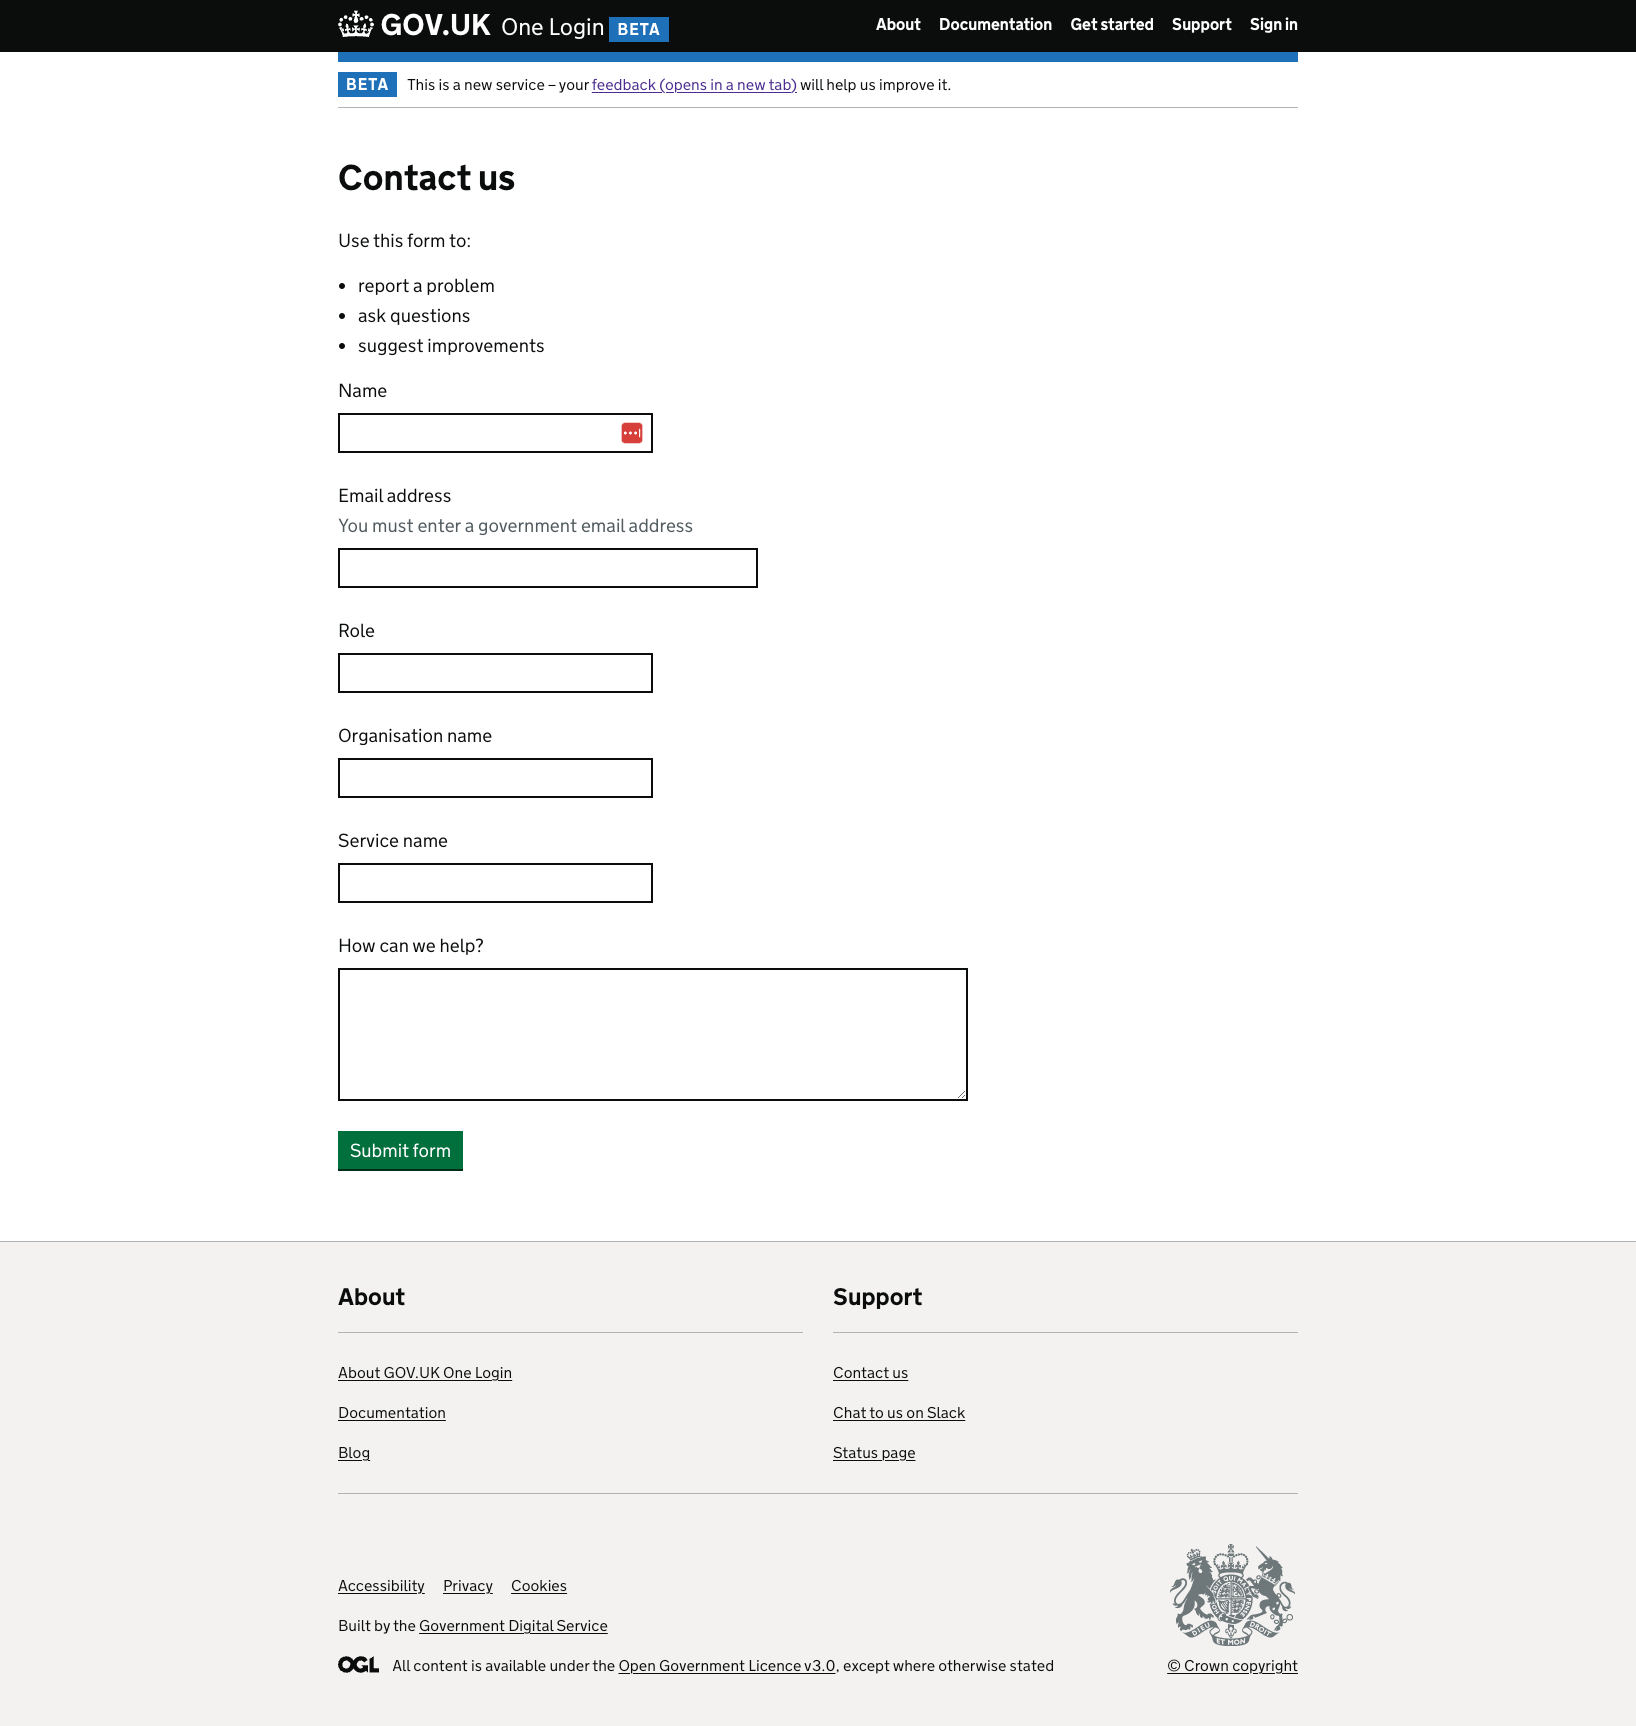 GOV.UK One Login BETA
About Documentation Get started Support Sign in
BETA This is a new service – your feedback (opens in a new tab) will help us improve it.
Contact us
Use this form to:
• report a problem
• ask questions
• suggest improvements
Name
Email address
You must enter a government email address
Role
Organisation name
Service name
How can we help?
Submit form
About
About GOV.UK One Login
Documentation
Blog
Support
Contact us
Chat to us on Slack
Status page
Accessibility Privacy Cookies
Built by the Government Digital Service
OGL All content is available under the Open Government Licence v3.0, except where otherwise stated
DIEU ET MON DROIT
© Crown copyright